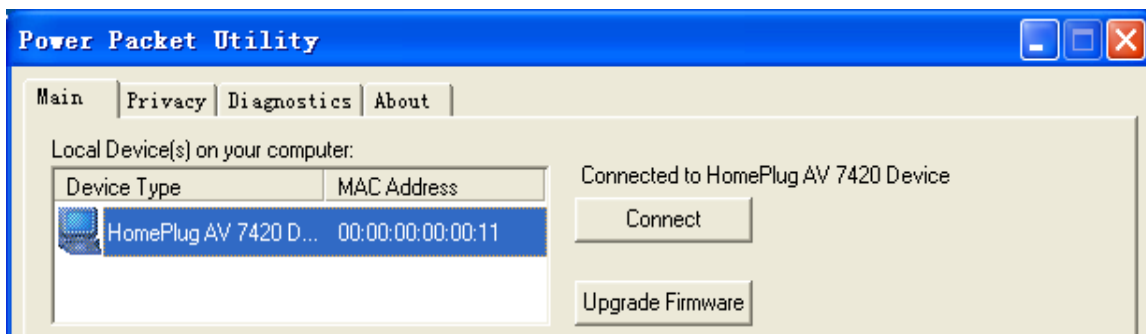 Power Packet Utility
Main Privacy Diagnostics About
Local Device(s) on your computer:
Device Type MAC Address
HomePlug AV 7420 D... 00:00:00:00:00:11
Connected to HomePlug AV 7420 Device
Connect
Upgrade Firmware